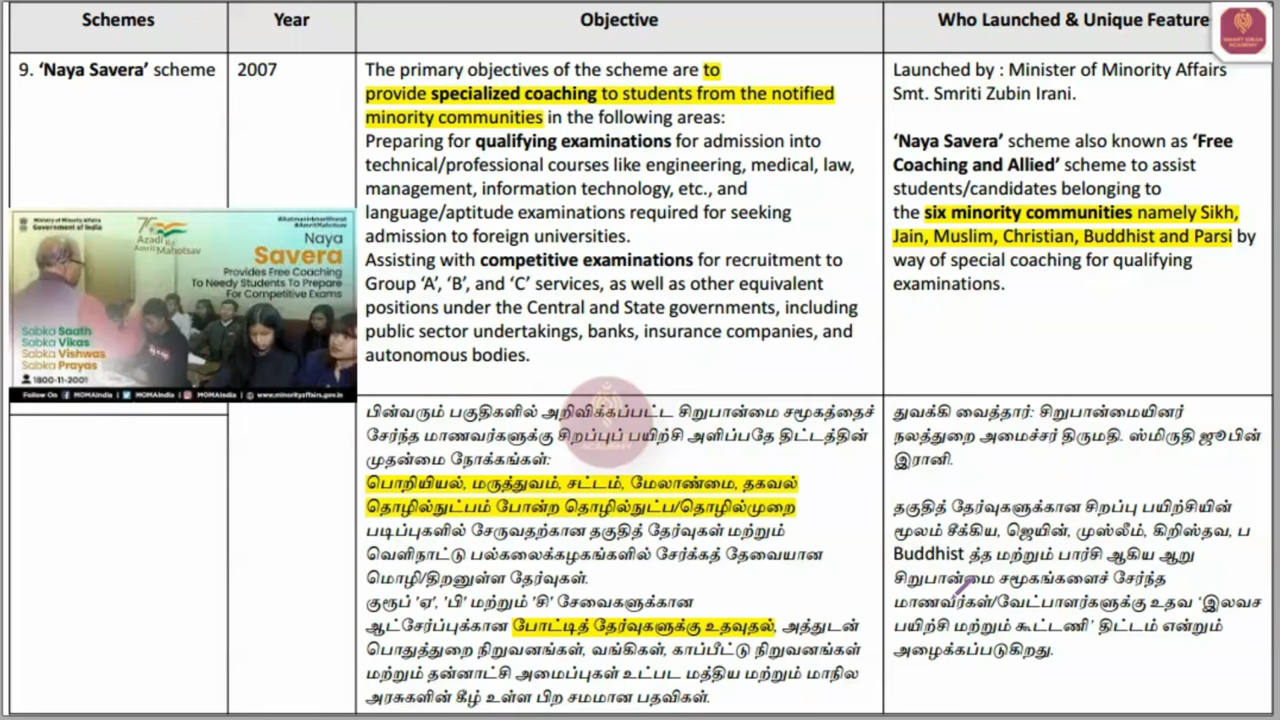 Schemes
Year
Objective
Who Launched & Unique Feature
9. ‘Naya Savera’ scheme
2007
The primary objectives of the scheme are to
provide specialized coaching to students from the notified
minority communities in the following areas:
Preparing for qualifying examinations for admission into
technical/professional courses like engineering, medical, law,
management, information technology, etc., and
language/aptitude examinations required for seeking
admission to foreign universities.
Assisting with competitive examinations for recruitment to
Group ‘A’, ‘B’, and ‘C’ services, as well as other equivalent
positions under the Central and State governments, including
public sector undertakings, banks, insurance companies, and
autonomous bodies.
Launched by : Minister of Minority Affairs
Smt. Smriti Zubin Irani.
‘Naya Savera’ scheme also known as ‘Free
Coaching and Allied’ scheme to assist
students/candidates belonging to
the six minority communities namely Sikh,
Jain, Muslim, Christian, Buddhist and Parsi by
way of special coaching for qualifying
examinations.
Ministry of Minority Affairs
Government of India
Azadi Ka
Amrit Mahotsav
#AmritMahotsav
Naya
Savera
Provides Free Coaching
To Needy Students To Prepare
For Competitive Exams
Sabka Saath
Sabka Vikas
Sabka Vishwas
Sabka Prayas
1800-11-2001
Follow On MOMAIndia MOMAIndia MOMAIndia www.minorityaffairs.gov.in
பின்வரும் பகுதிகளில் அறிவிக்கப்பட்ட சிறுபான்மை சமூகத்தைச்
சேர்ந்த மாணவர்களுக்கு சிறப்புப் பயிற்சி அளிப்பதே திட்டத்தின்
முதன்மை நோக்கங்கள்:
பொறியியல், மருத்துவம், சட்டம், மேலாண்மை, தகவல்
தொழில்நுட்பம் போன்ற தொழில்நுட்ப/தொழில்முறை
படிப்புகளில் சேருவதற்கான தகுதித் தேர்வுகள் மற்றும்
வெளிநாட்டு பல்கலைக்கழகங்களில் சேர்க்கத் தேவையான
மொழி/திறனுள்ள தேர்வுகள்.
குரூப் 'ஏ', 'பி' மற்றும் 'சி' சேவைகளுக்கான
ஆட்சேர்ப்புக்கான போட்டித் தேர்வுகளுக்கு உதவுதல், அத்துடன்
பொதுத்துறை நிறுவனங்கள், வங்கிகள், காப்பீட்டு நிறுவனங்கள்
மற்றும் தன்னாட்சி அமைப்புகள் உட்பட மத்திய மற்றும் மாநில
அரசுகளின் கீழ் உள்ள பிற சமமான பதவிகள்.
துவக்கி வைத்தார்: சிறுபான்மையினர்
நலத்துறை அமைச்சர் திருமதி. ஸ்மிருதி ஜூபின்
இரானி.
தகுதித் தேர்வுகளுக்கான சிறப்பு பயிற்சியின்
மூலம் சீக்கிய, ஜெயின், முஸ்லீம், கிறிஸ்தவ, ப
Buddhist த்த மற்றும் பார்சி ஆகிய ஆறு
சிறுபான்மை சமூகங்களைச் சேர்ந்த
மாணவர்கள்/வேட்பாளர்களுக்கு உதவ ‘இலவச
பயிற்சி மற்றும் கூட்டணி’ திட்டம் என்றும்
அழைக்கப்படுகிறது.